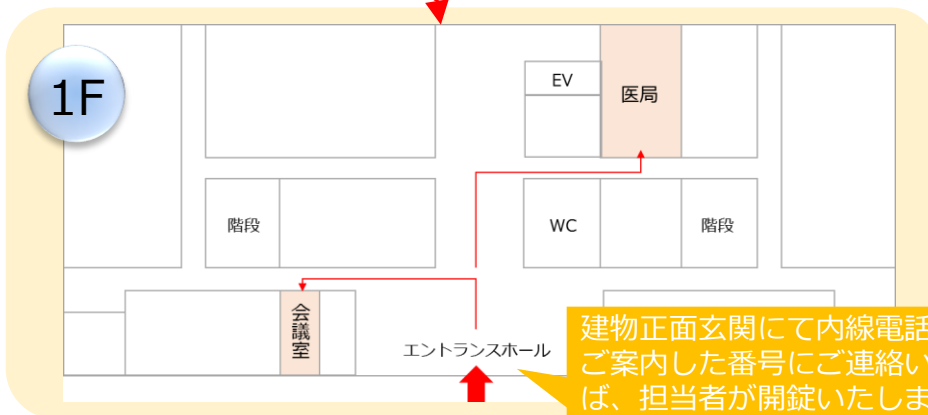 1F
EV
医局
階段
WC
階段
会議室
エントランスホール
建物正面玄関にて内線電話
ご案内した番号にご連絡い
ば、担当者が開錠いたしま